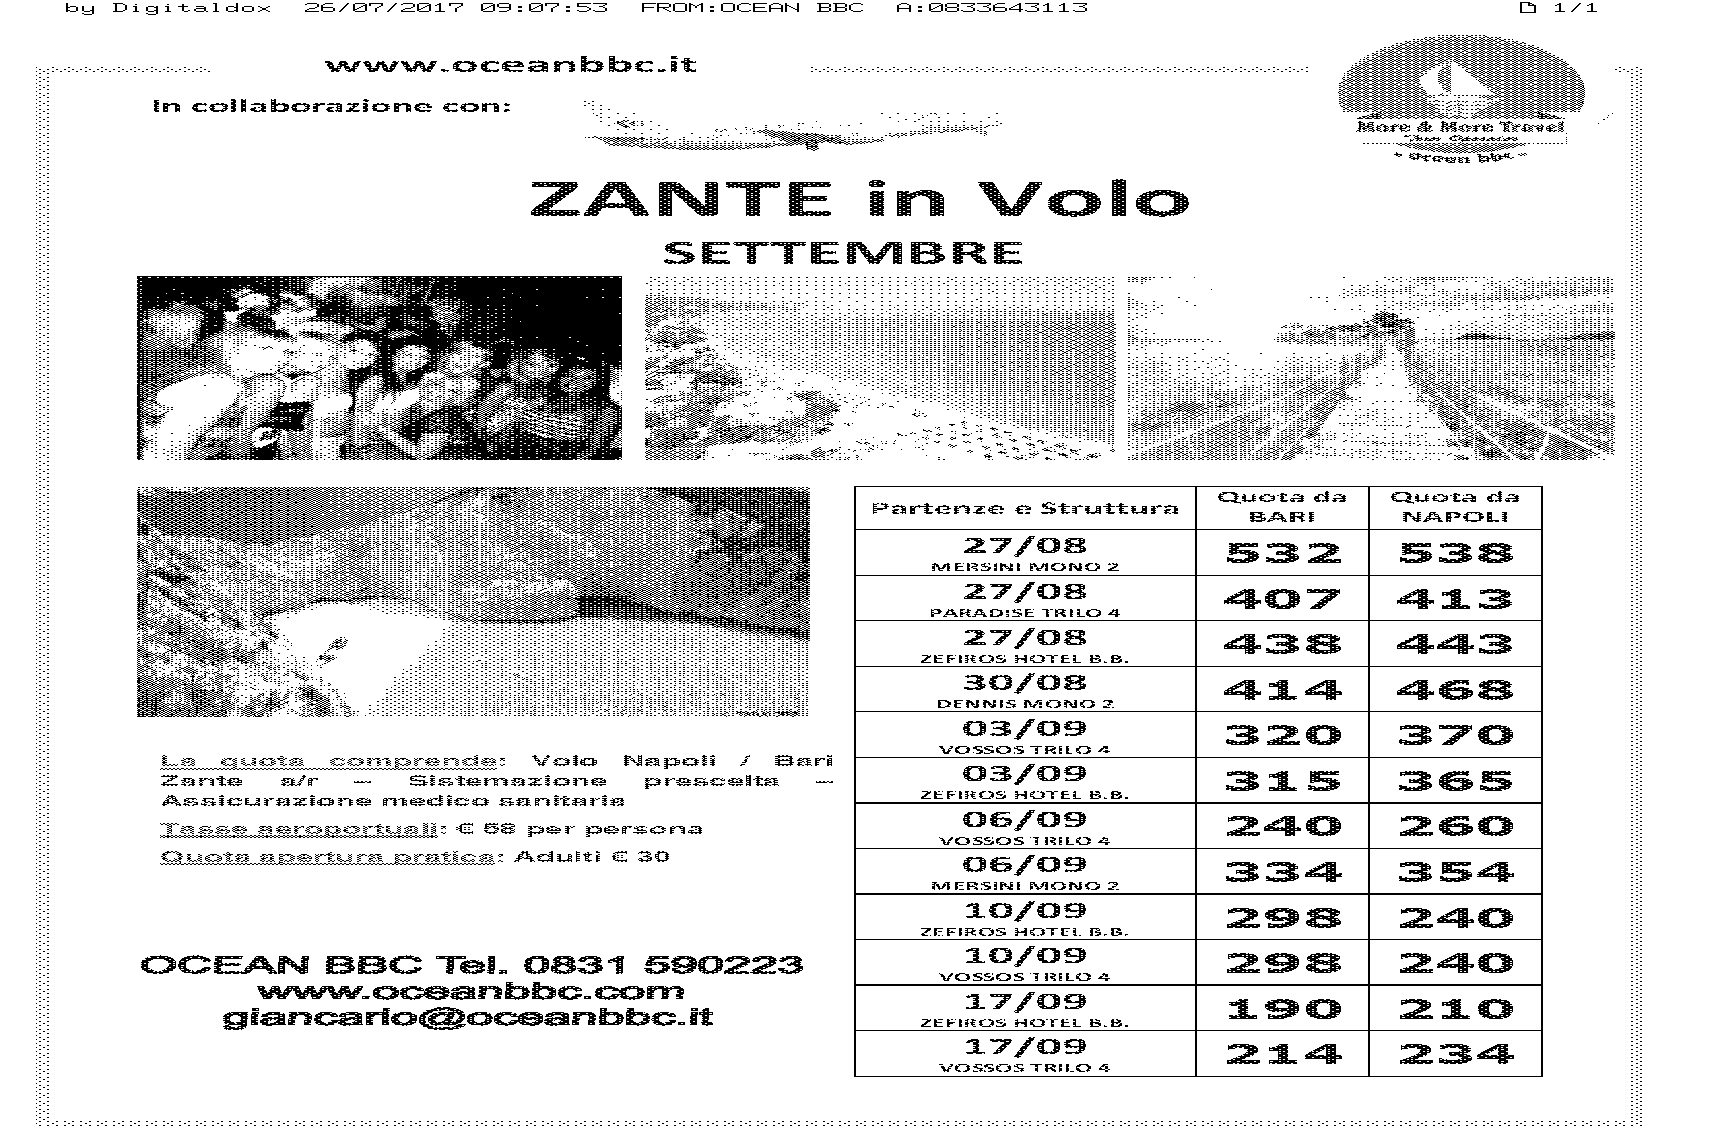 by Digitaldox 26/07/2017 09:07:53 FROM:OCEAN BBC A:0833643113 1/1
www.oceanbbc.it
In collaborazione con:
More & More Travel
* Ocean bbc *
ZANTE in Volo
SETTEMBRE
Partenze e Struttura Quota da BARI Quota da NAPOLI
27/08 MERSINI MONO 2 532 538
27/08 PARADISE TRILO 4 407 413
27/08 ZEFIROS HOTEL B.B. 438 443
30/08 DENNIS MONO 2 414 468
03/09 VOSSOS TRILO 4 320 370
03/09 ZEFIROS HOTEL B.B. 315 365
06/09 VOSSOS TRILO 4 240 260
06/09 MERSINI MONO 2 334 354
10/09 ZEFIROS HOTEL B.B. 298 240
10/09 VOSSOS TRILO 4 298 240
17/09 ZEFIROS HOTEL B.B. 190 210
17/09 VOSSOS TRILO 4 214 234
La quota comprende: Volo Napoli / Bari
Zante a/r – Sistemazione prescelta –
Assicurazione medico sanitaria
Tasse aeroportuali: € 58 per persona
Quota apertura pratica: Adulti € 30
OCEAN BBC Tel. 0831 590223
www.oceanbbc.com
giancarlo@oceanbbc.it